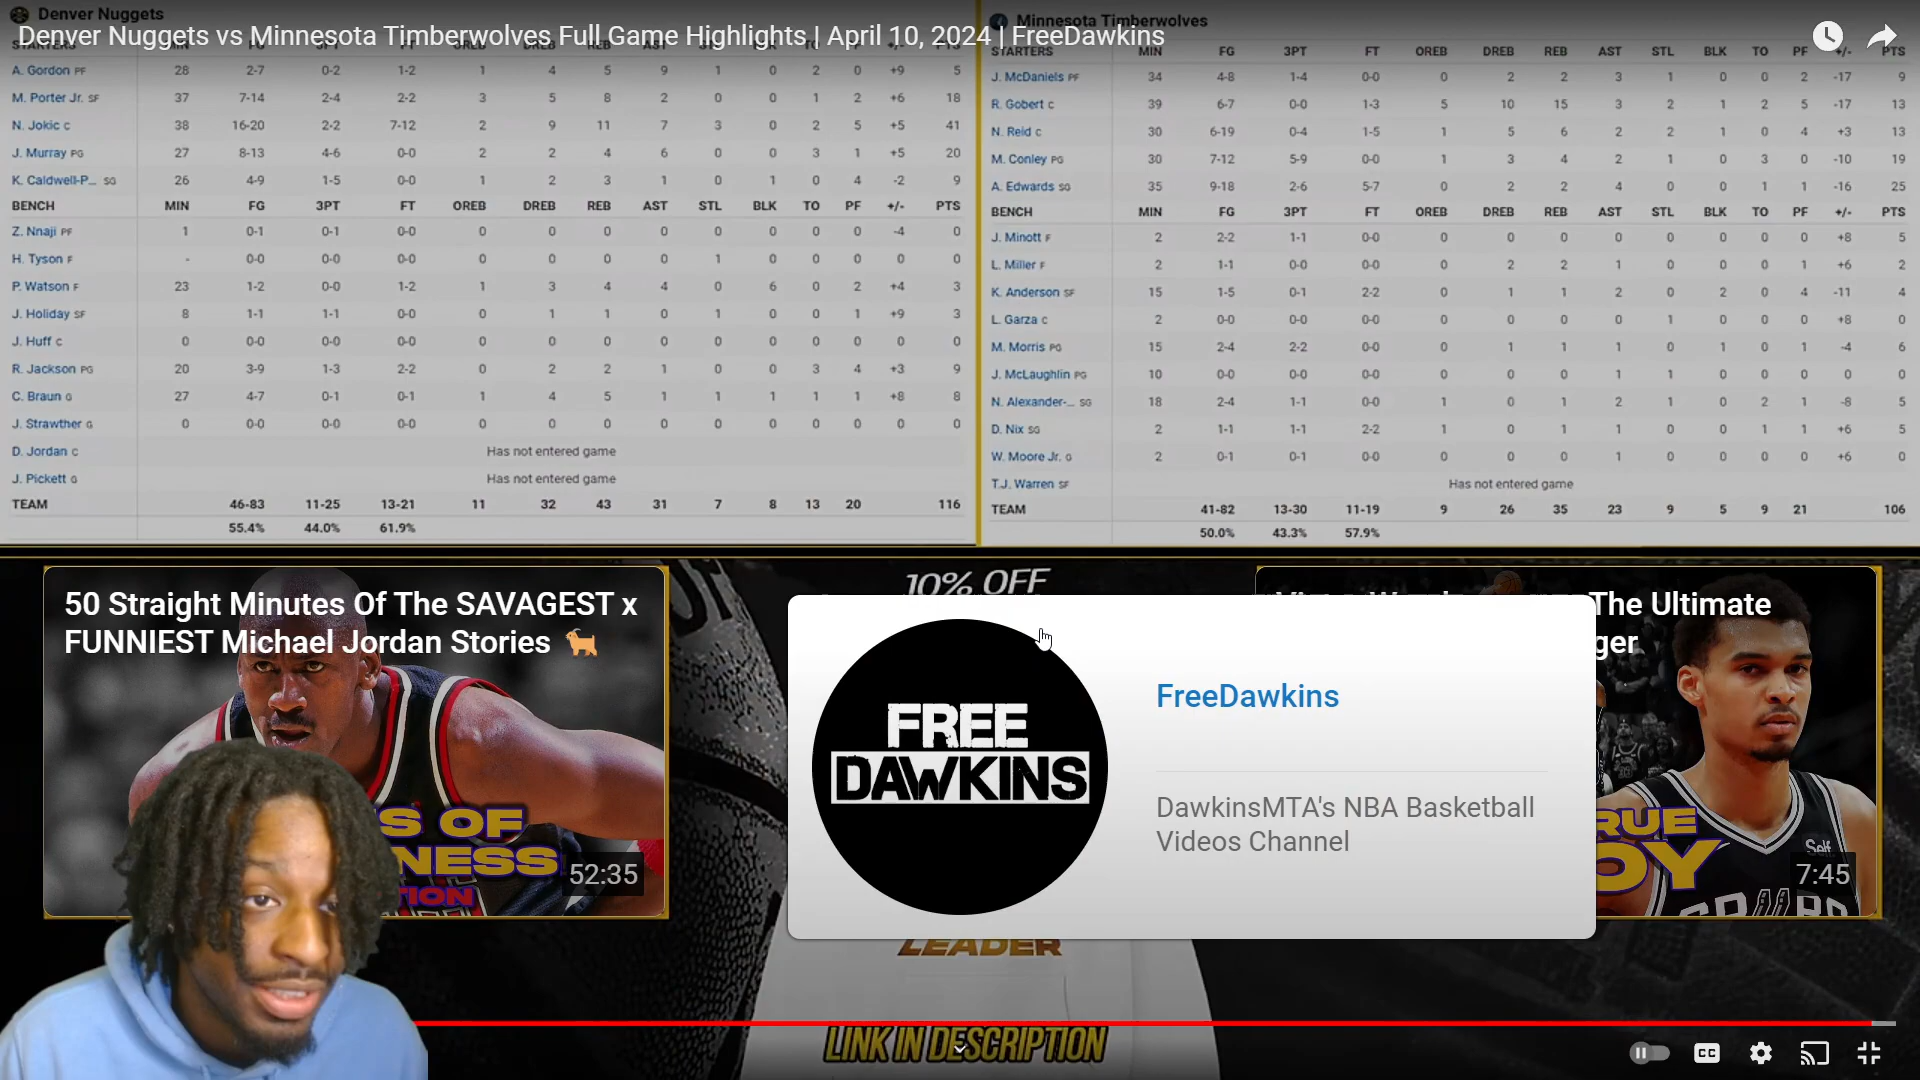 Denver Nuggets
Denver Nuggets vs Minnesota Timberwolves Full Game Highlights | April 10, 2024 | FreeDawkins
STARTERS MIN FG 3PT FT OREB DREB REB AST STL BLK TO PF +/- PTS
A. Gordon PF 28 2-7 0-2 1-2 1 4 5 9 1 0 2 0 +9 5
M. Porter Jr. SF 37 7-14 2-4 2-2 3 5 8 2 0 0 1 2 +6 18
N. Jokic C 38 16-20 2-2 7-12 2 9 11 7 3 0 2 5 +5 41
J. Murray PG 27 8-13 4-6 0-0 2 2 4 6 0 0 3 1 +5 20
K. Caldwell-P... SG 26 4-9 1-5 0-0 1 2 3 1 0 1 0 4 -2 9
BENCH MIN FG 3PT FT OREB DREB REB AST STL BLK TO PF +/- PTS
Z. Nnaji PF 1 0-1 0-1 0-0 0 0 0 0 0 0 0 0 -4 0
H. Tyson F - 0-0 0-0 0-0 0 0 0 0 1 0 0 0 0 0
P. Watson F 23 1-2 0-0 1-2 1 3 4 4 0 6 0 2 +4 3
J. Holiday SF 8 1-1 1-1 0-0 0 1 1 0 1 0 0 1 +9 3
J. Huff C 0 0-0 0-0 0-0 0 0 0 0 0 0 0 0 0 0
R. Jackson PG 20 3-9 1-3 2-2 0 2 2 1 0 0 3 4 +3 9
C. Braun G 27 4-7 0-1 0-1 1 4 5 1 1 1 1 1 +8 8
J. Strawther G 0 0-0 0-0 0-0 0 0 0 0 0 0 0 0 0 0
D. Jordan C Has not entered game
J. Pickett G Has not entered game
TEAM 46-83 11-25 13-21 11 32 43 31 7 8 13 20 116
55.4% 44.0% 61.9%
Minnesota Timberwolves
STARTERS MIN FG 3PT FT OREB DREB REB AST STL BLK TO PF +/- PTS
J. McDaniels PF 34 4-8 1-4 0-0 0 2 2 3 1 0 0 2 -17 9
R. Gobert C 39 6-7 0-0 1-3 5 10 15 3 2 1 2 5 -17 13
N. Reid C 30 6-19 0-4 1-5 1 5 6 2 2 1 0 4 +3 13
M. Conley PG 30 7-12 5-9 0-0 1 3 4 2 1 0 3 0 -10 19
A. Edwards SG 35 9-18 2-6 5-7 0 2 2 4 0 0 1 1 -16 25
BENCH MIN FG 3PT FT OREB DREB REB AST STL BLK TO PF +/- PTS
J. Minott F 2 2-2 1-1 0-0 0 0 0 0 0 0 0 0 +8 5
L. Miller F 2 1-1 0-0 0-0 0 2 2 1 0 0 0 1 +6 2
K. Anderson SF 15 1-5 0-1 2-2 0 1 1 2 0 2 0 4 -11 4
L. Garza C 2 0-0 0-0 0-0 0 0 0 0 1 0 0 0 +8 0
M. Morris PG 15 2-4 2-2 0-0 0 1 1 1 0 1 0 1 -4 6
J. McLaughlin PG 10 0-0 0-0 0-0 0 0 0 1 1 0 0 0 0 0
N. Alexander-... SG 18 2-4 1-1 0-0 1 0 1 2 1 0 2 1 -8 5
D. Nix SG 2 1-1 1-1 2-2 1 0 1 1 0 0 1 1 +6 5
W. Moore Jr. G 2 0-1 0-1 0-0 0 0 0 1 0 0 0 0 +6 0
T.J. Warren SF Has not entered game
TEAM 41-82 13-30 11-19 9 26 35 23 9 5 9 21 106
50.0% 43.3% 57.9%
50 Straight Minutes Of The SAVAGEST x
FUNNIEST Michael Jordan Stories
S OF
NESS
TION
52:35
10% OFF
FREE
DAWKINS
FreeDawkins
DawkinsMTA's NBA Basketball
Videos Channel
LEADER
LINK IN DESCRIPTION
The Ultimate
ger
RUE
OY
Self
7:45
CC